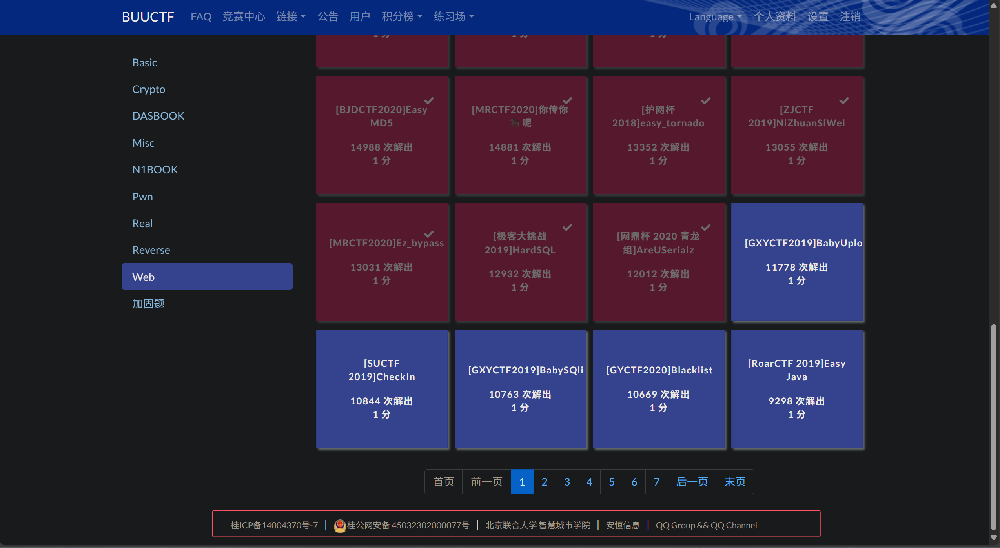 BUUCTF FAQ 竞赛中心 链接 公告 用户 积分榜 练习场 Language 个人资料 设置 注销
1 分 1 分 1 分
Basic
Crypto
DASBOOK
Misc
N1BOOK
Pwn
Real
Reverse
Web
加固题
[BJDCTF2020]Easy
MD5
14988 次解出
1 分
[MRCTF2020]你传你
🐎呢
14881 次解出
1 分
[护网杯
2018]easy_tornado
13352 次解出
1 分
[ZJCTF
2019]NiZhuanSiWei
13055 次解出
1 分
[MRCTF2020]Ez_bypass
13031 次解出
1 分
[极客大挑战
2019]HardSQL
12932 次解出
1 分
[网鼎杯 2020 青龙
组]AreUSerialz
12012 次解出
1 分
[GXYCTF2019]BabyUplo
11778 次解出
1 分
[SUCTF
2019]CheckIn
10844 次解出
1 分
[GXYCTF2019]BabySQli
10763 次解出
1 分
[GYCTF2020]Blacklist
10669 次解出
1 分
[RoarCTF 2019]Easy
Java
9298 次解出
1 分
首页 前一页 1 2 3 4 5 6 7 后一页 末页
桂ICP备14004370号-7 | 桂公网安备 45032302000077号 | 北京联合大学 智慧城市学院 | 安恒信息 | QQ Group && QQ Channel